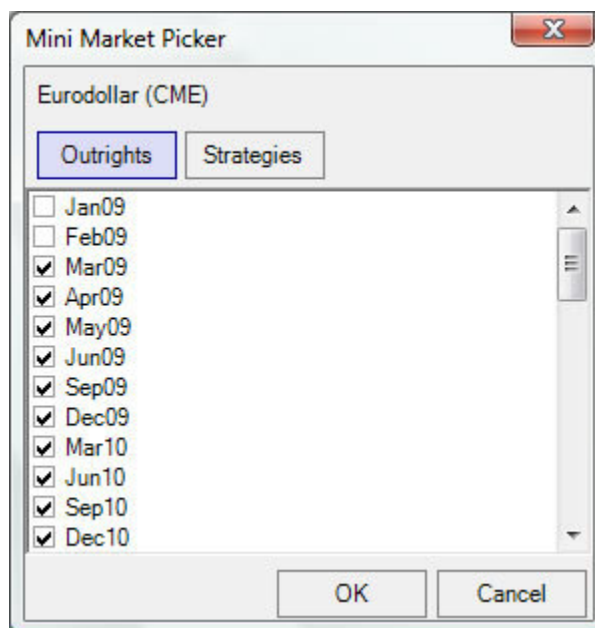 Mini Market Picker
Eurodollar (CME)
Outrights Strategies
Jan09
Feb09
Mar09
Apr09
May09
Jun09
Sep09
Dec09
Mar10
Jun10
Sep10
Dec10
OK Cancel